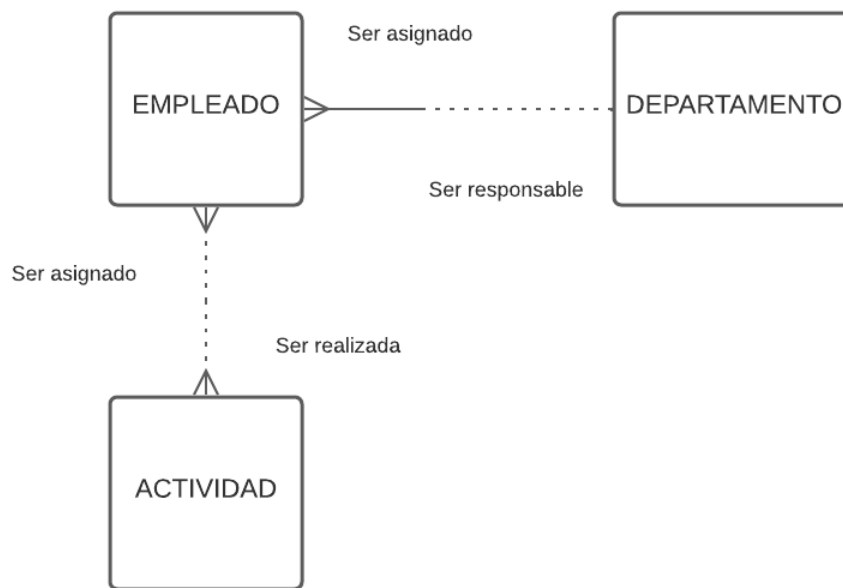 Ser asignado
EMPLEADO
DEPARTAMENTO
Ser responsable
Ser asignado
Ser realizada
ACTIVIDAD